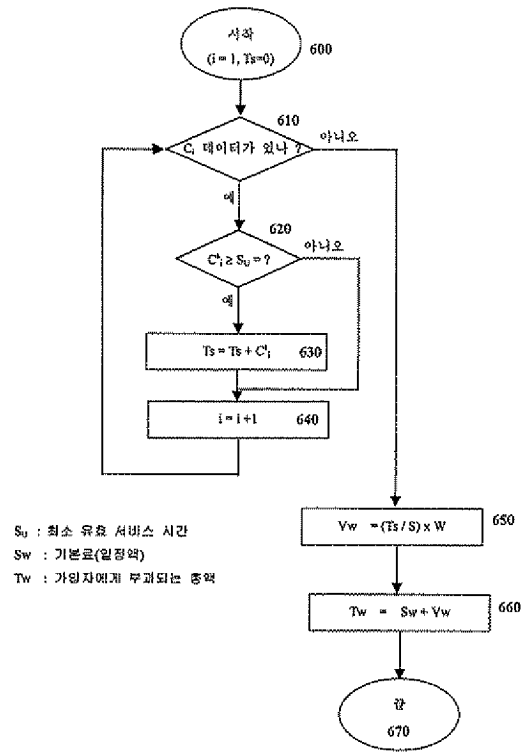 시작
(i = 1, Ts=0)
600
610
Ci 데이터가 있나 ?
아니오
예
620
C^t_i ≥ SU = ?
아니오
예
Ts = Ts + C^t_i 630
i = i +1 640
Vw = (Ts / S) x W
650
SU : 최소 유효 서비스 시간
Sw : 기본료(일정액)
Tw : 가입자에게 부과되는 총액
Tw = Sw + Vw
660
670